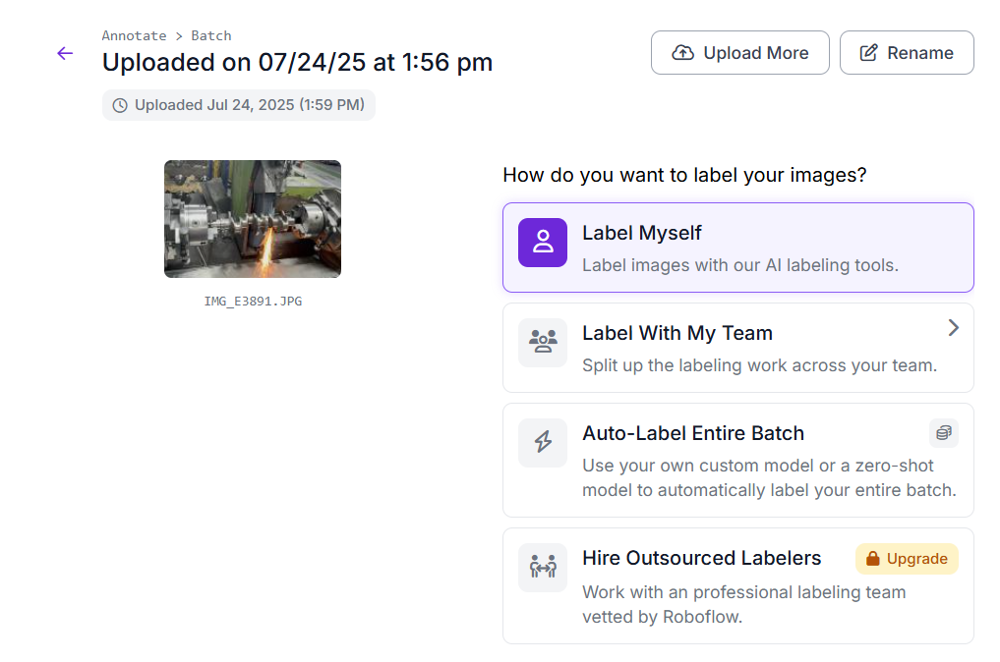 Annotate > Batch
Uploaded on 07/24/25 at 1:56 pm
Upload More
Rename
Uploaded Jul 24, 2025 (1:59 PM)
IMG_E3891.JPG
How do you want to label your images?
Label Myself
Label images with our AI labeling tools.
Label With My Team
Split up the labeling work across your team.
Auto-Label Entire Batch
Use your own custom model or a zero-shot
model to automatically label your entire batch.
Hire Outsourced Labelers
Upgrade
Work with an professional labeling team
vetted by Roboflow.